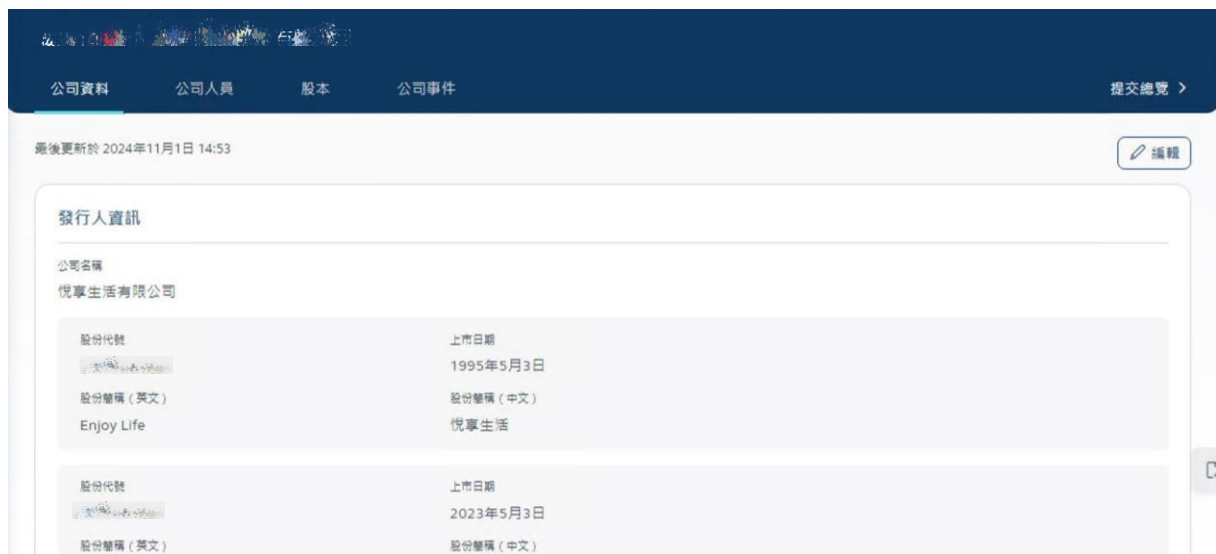 公司資料 公司人員 股本 公司事件 提交總覽
最後更新於 2024年11月1日 14:53 編輯
發行人資訊
公司名稱
悅享生活有限公司
股份代號 上市日期
1995年5月3日
股份簡稱（英文） 股份簡稱（中文）
Enjoy Life 悅享生活
股份代號 上市日期
2023年5月3日
股份簡稱（英文） 股份簡稱（中文）